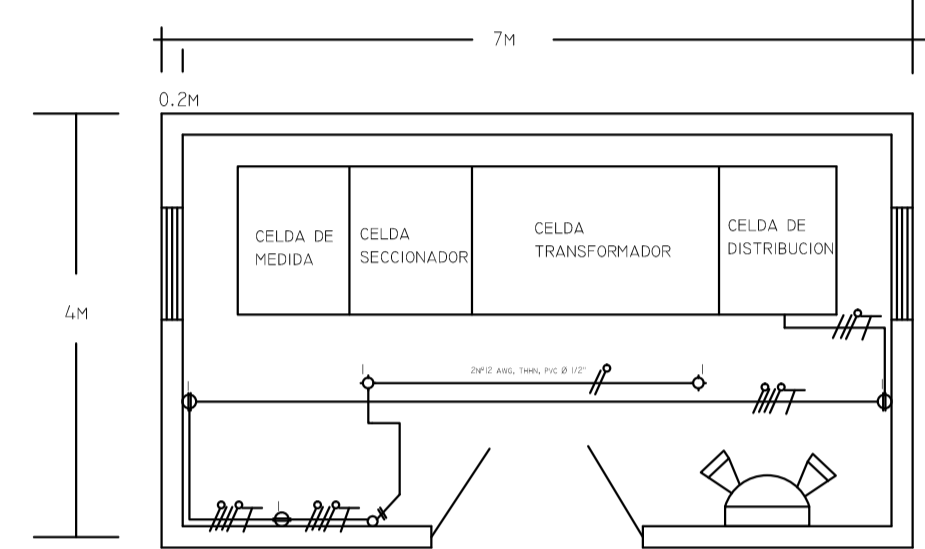 7M
0.2M
CELDA DE
MEDIDA
CELDA
SECCIONADOR
CELDA
TRANSFORMADOR
CELDA DE
DISTRIBUCION
4M
2Nº12 AWG, THHN, PVC Ø 1/2"